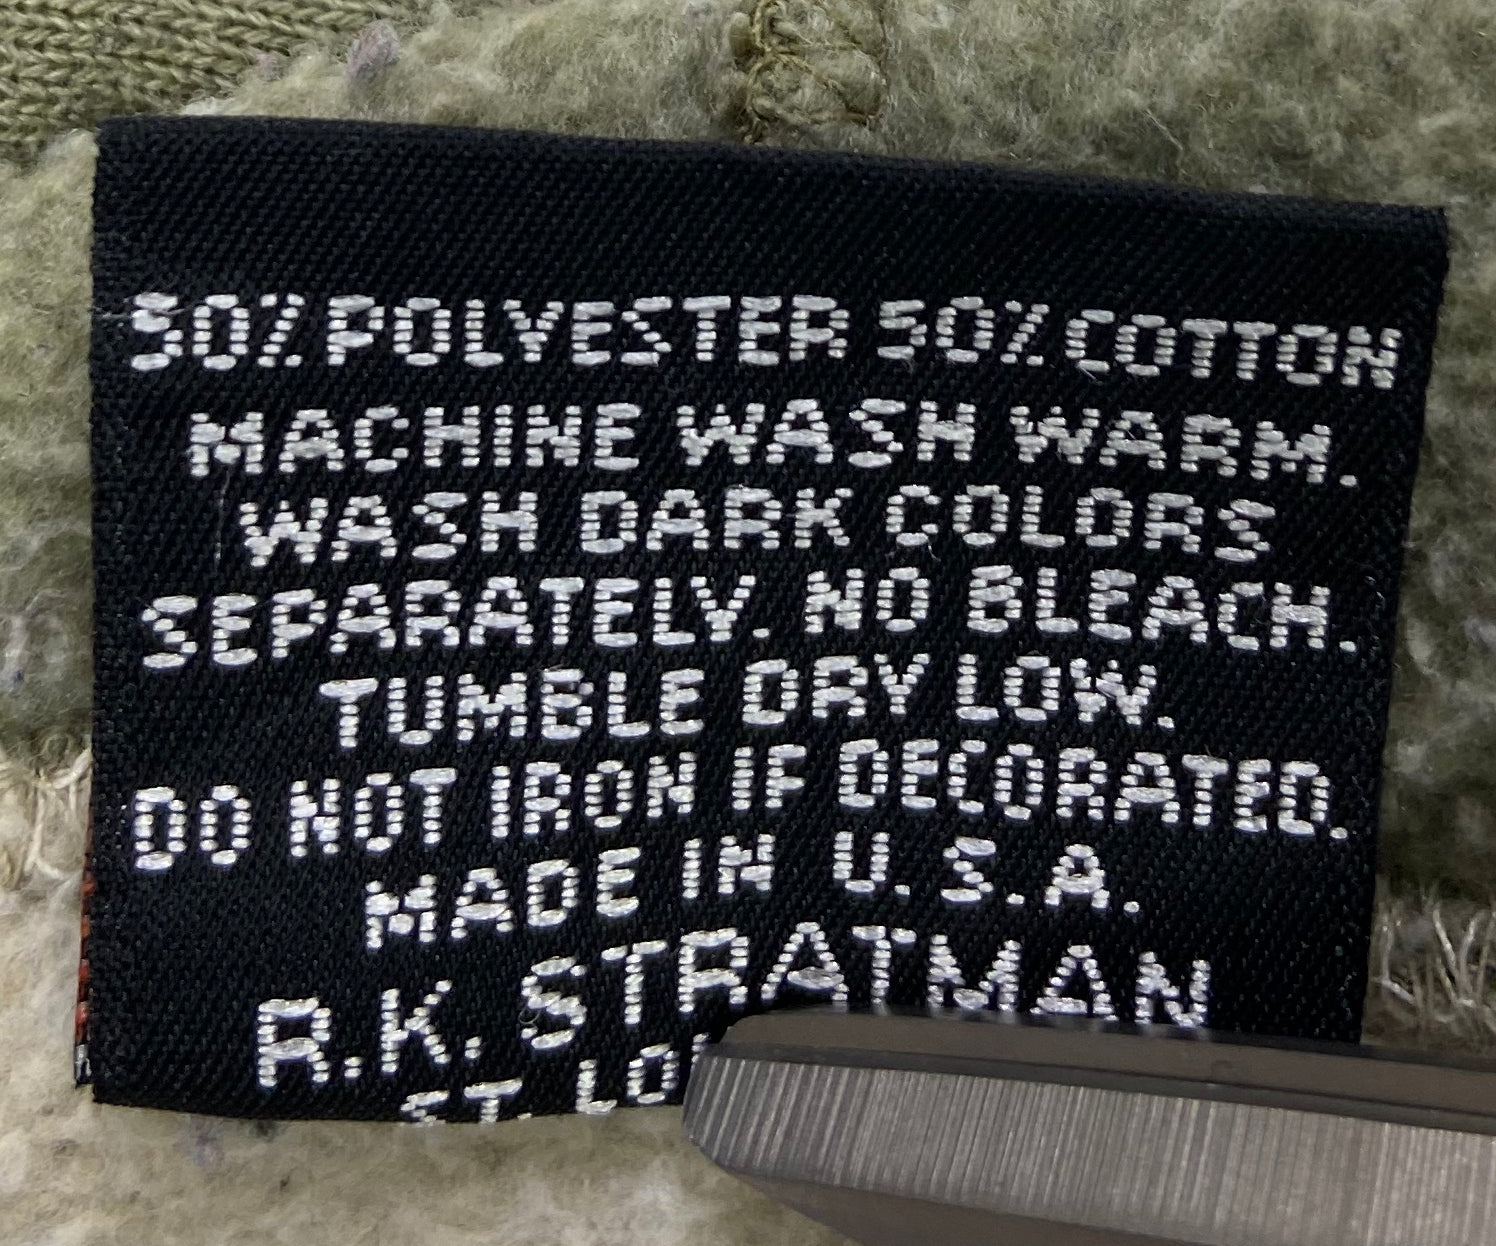 50% POLYESTER 50% COTTON
MACHINE WASH WARM.
WASH DARK COLORS
SEPARATELY. NO BLEACH.
TUMBLE DRY LOW.
DO NOT IRON IF DECORATED.
MADE IN U.S.A.
R.K. STRATMAN
ST.